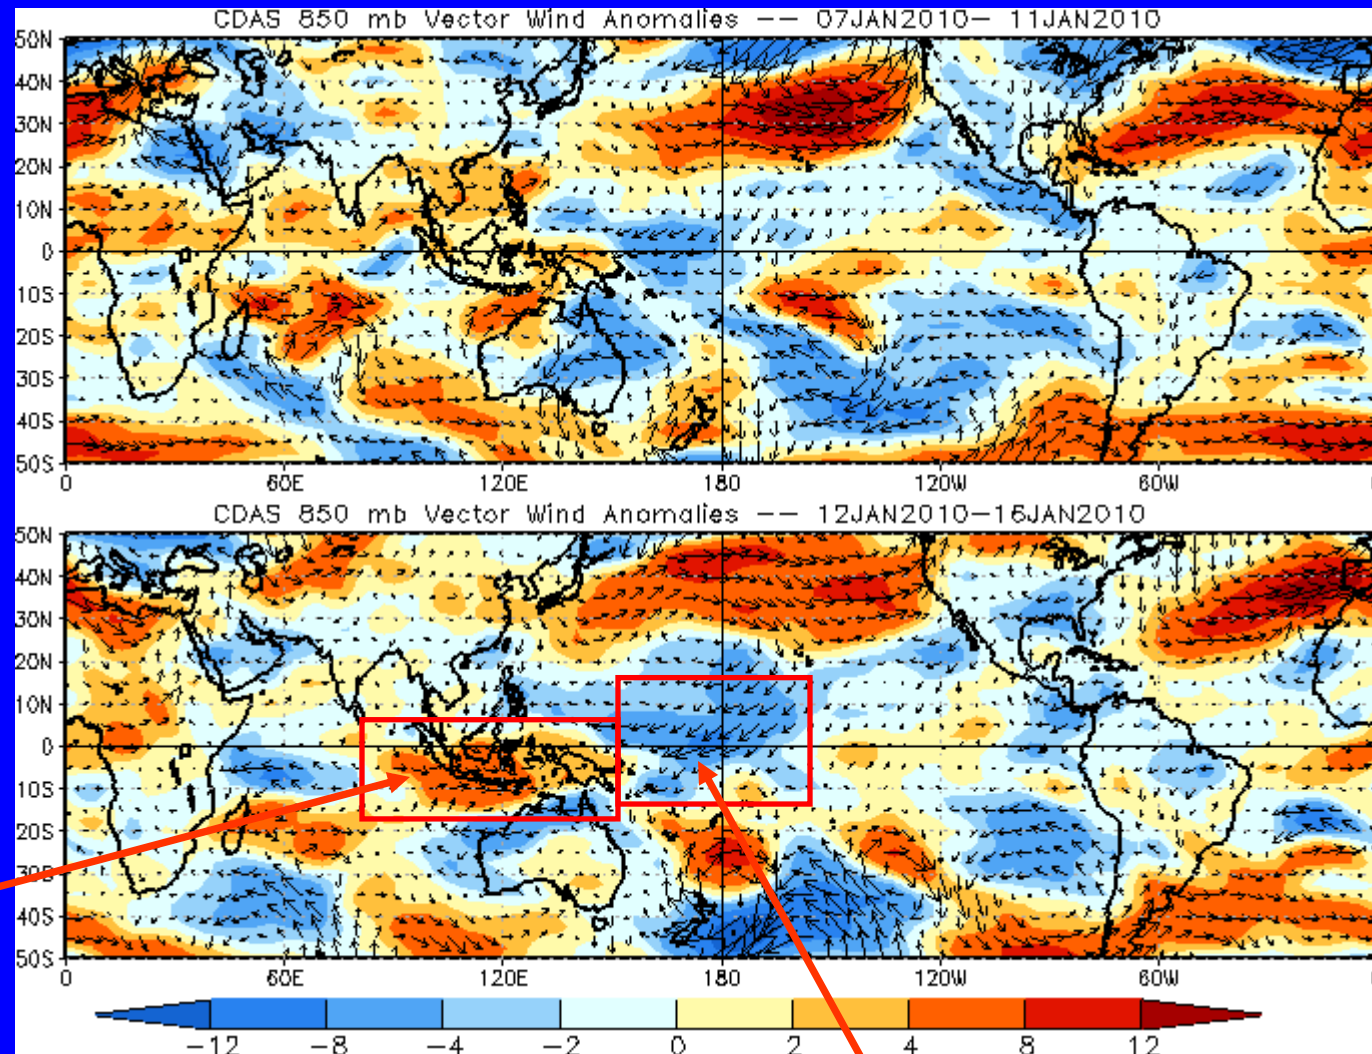 CDAS 850 mb Vector Wind Anomalies -- 07JAN2010- 11JAN2010
50N
40N
30N
20N
10N
0
10S
20S
30S
40S
50S
0 60E 120E 180 120W 60W
CDAS 850 mb Vector Wind Anomalies -- 12JAN2010-16JAN2010
50N
40N
30N
20N
10N
0
10S
20S
30S
40S
50S
0 60E 120E 180 120W 60W
-12 -8 -4 -2 0 2 4 8 12